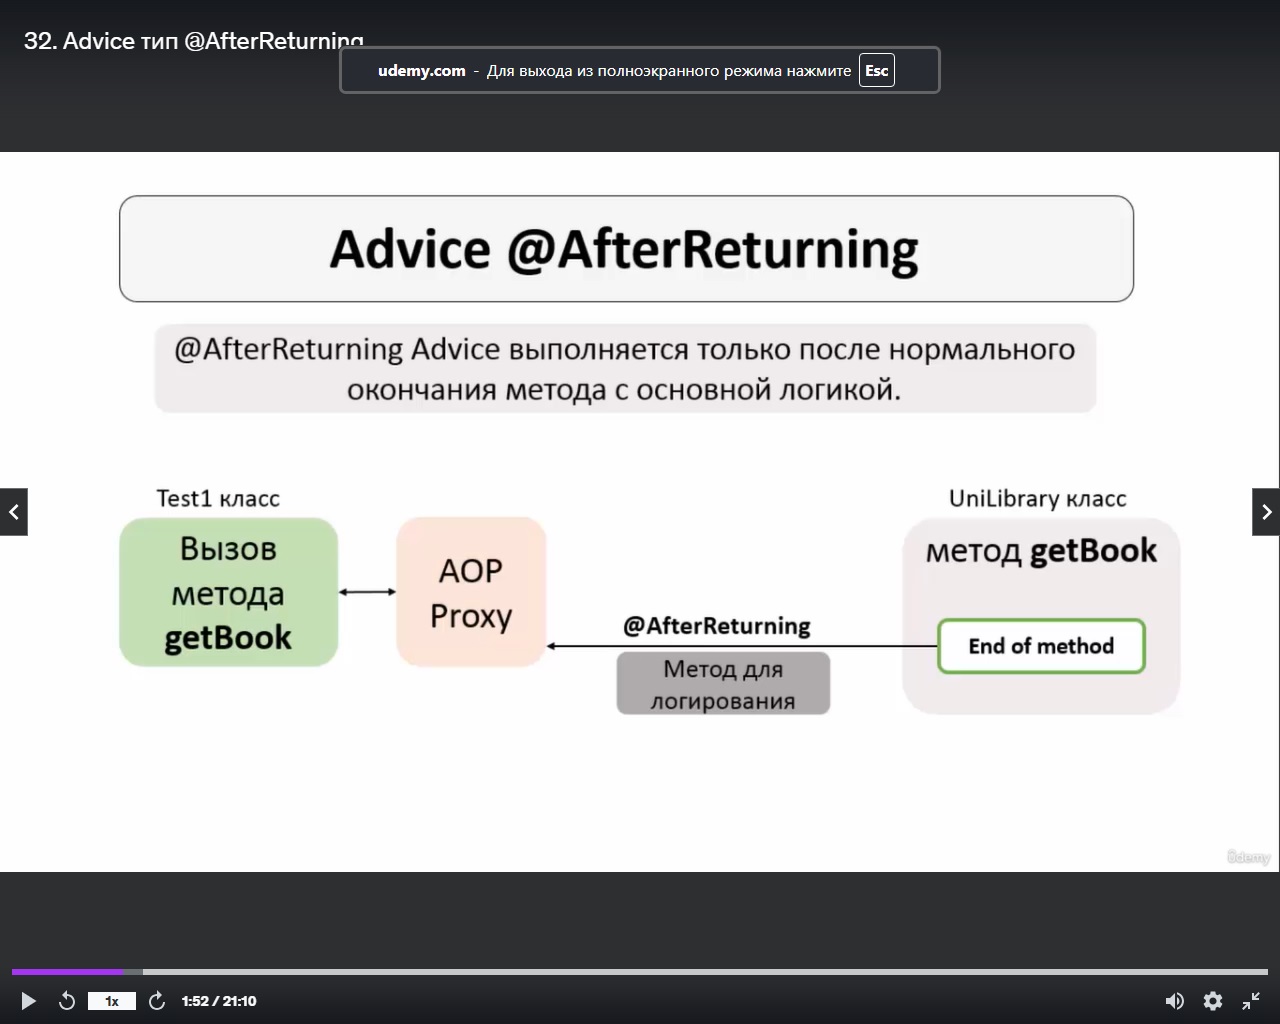 32. Advice тип @AfterReturning
udemy.com - Для выхода из полноэкранного режима нажмите Esc
Advice @AfterReturning
@AfterReturning Advice выполняется только после нормального
окончания метода с основной логикой.
Test1 класс
Вызов
метода
getBook
AOP
Proxy
@AfterReturning
Метод для
логирования
UniLibrary класс
метод getBook
End of method
ûdemy
1x
1:52 / 21:10